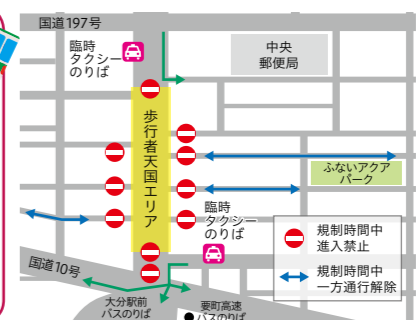 国道197号
臨時
タクシー
のりば
中央
郵便局
歩行者天国エリア
ふないアクア
パーク
臨時
タクシー
のりば
規制時間中
進入禁止
規制時間中
一方通行解除
国道10号
大分駅前
バスのりば
要町高速
バスのりば